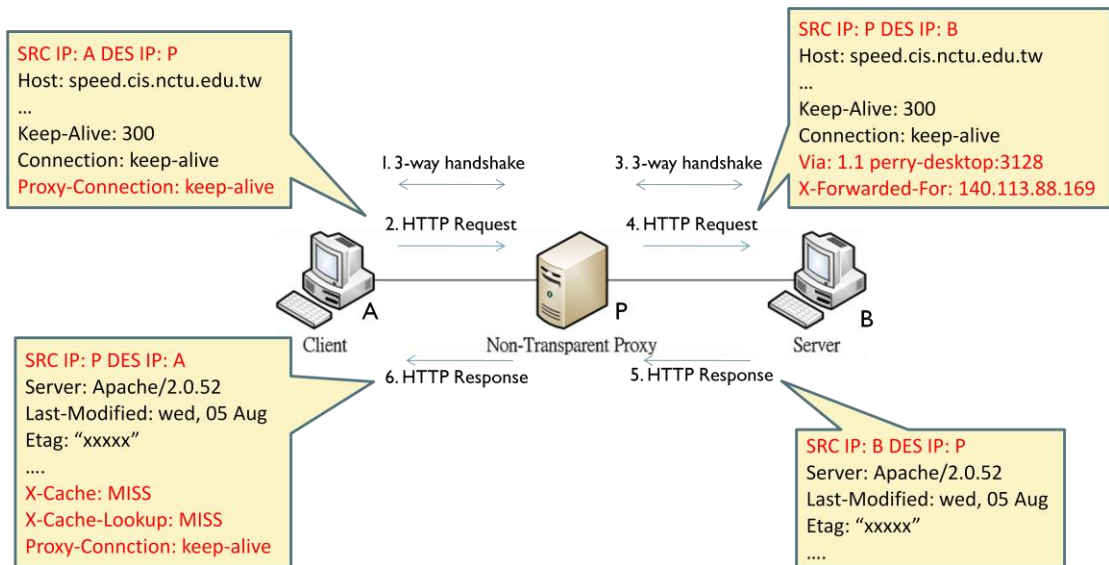 SRC IP: A DES IP: P
Host: speed.cis.nctu.edu.tw
...
Keep-Alive: 300
Connection: keep-alive
Proxy-Connection: keep-alive
SRC IP: P DES IP: B
Host: speed.cis.nctu.edu.tw
...
Keep-Alive: 300
Connection: keep-alive
Via: 1.1 perry-desktop:3128
X-Forwarded-For: 140.113.88.169
1. 3-way handshake
3. 3-way handshake
2. HTTP Request
4. HTTP Request
A
P
B
Client
Non-Transparent Proxy
Server
6. HTTP Response
5. HTTP Response
SRC IP: P DES IP: A
Server: Apache/2.0.52
Last-Modified: wed, 05 Aug
Etag: “xxxxx”
....
X-Cache: MISS
X-Cache-Lookup: MISS
Proxy-Connction: keep-alive
SRC IP: B DES IP: P
Server: Apache/2.0.52
Last-Modified: wed, 05 Aug
Etag: “xxxxx”
....